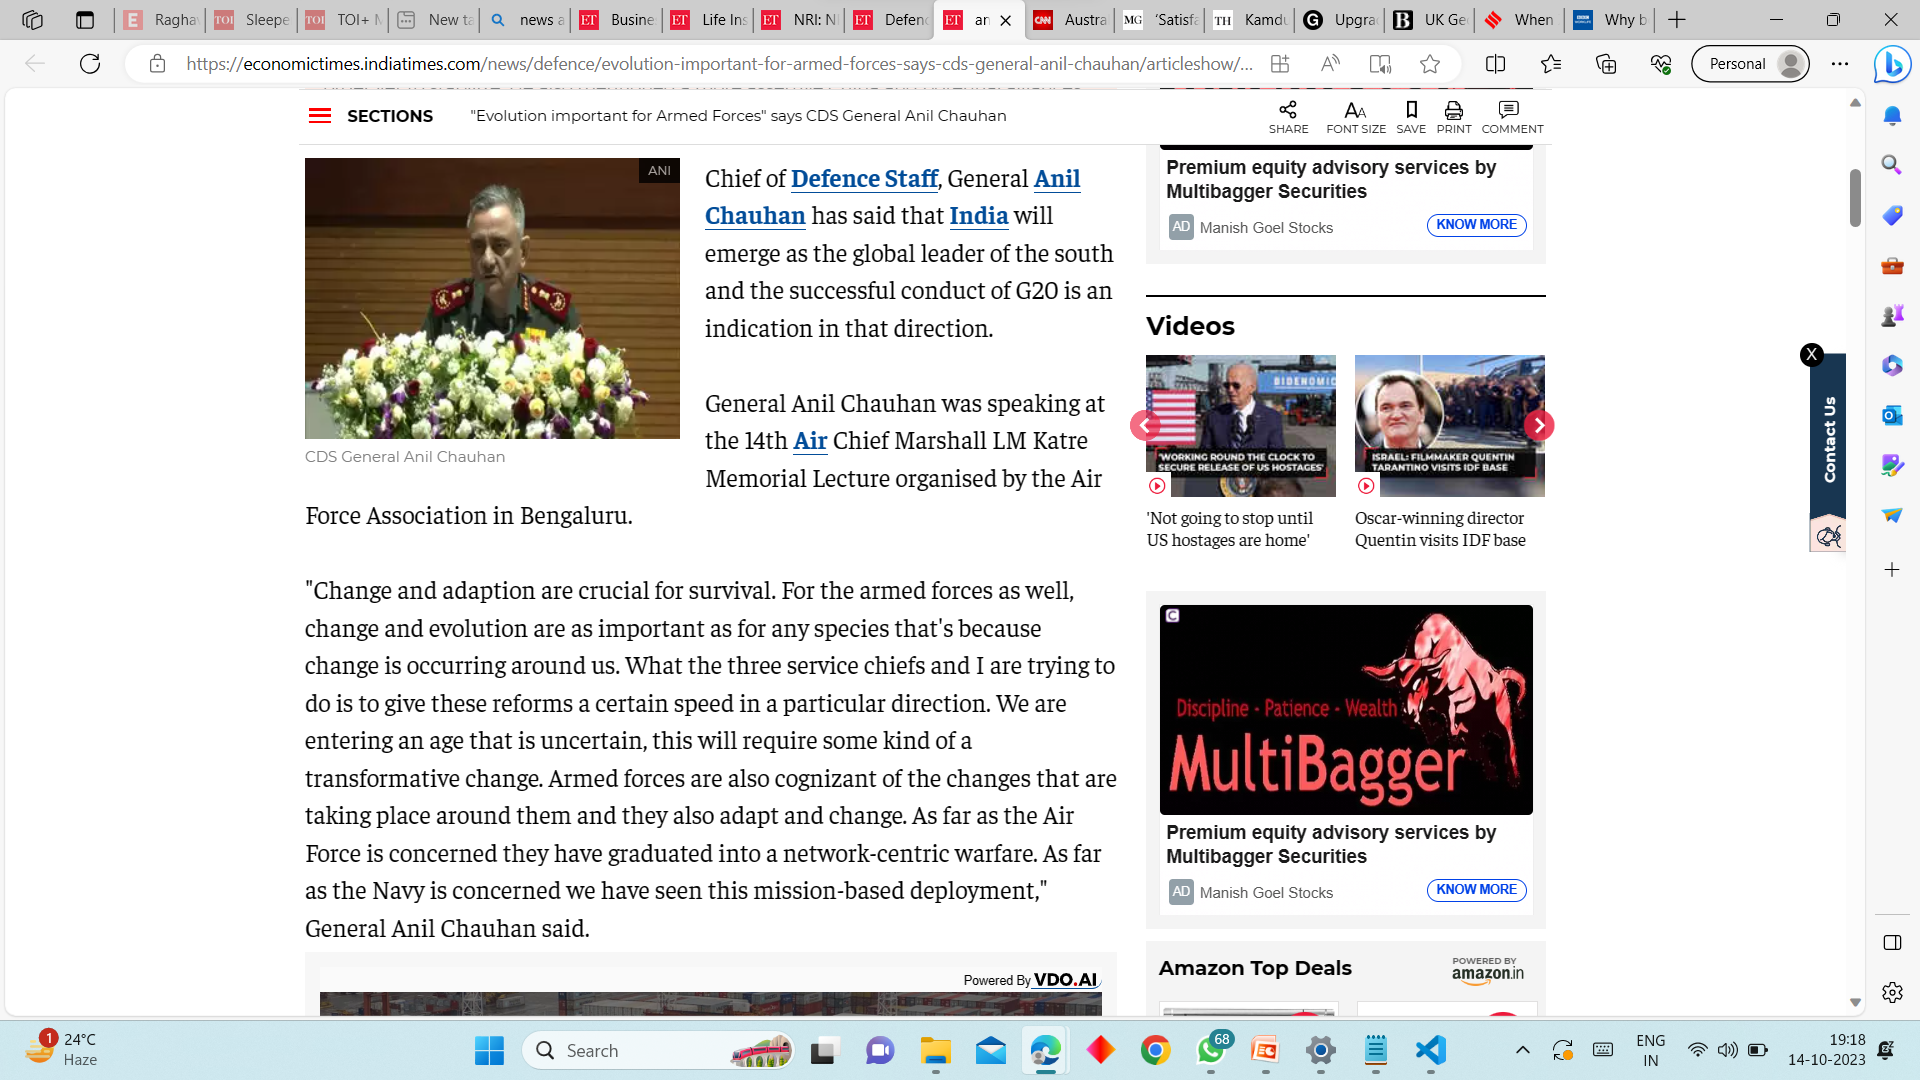 Ragha
Sleepe
TOI+ M
New ta
news a
Busine
Life Ins
NRI: N
Defenc
an
Austra
'Satisfa
Kamdu
Upgra
UK Ge
When
Why b
https://economictimes.indiatimes.com/news/defence/evolution-important-for-armed-forces-says-cds-general-anil-chauhan/articleshow/...
Personal
SECTIONS
"Evolution important for Armed Forces" says CDS General Anil Chauhan
SHARE
FONT SIZE
SAVE
PRINT
COMMENT
ANI
CDS General Anil Chauhan
Chief of Defence Staff, General Anil
Chauhan has said that India will
emerge as the global leader of the south
and the successful conduct of G20 is an
indication in that direction.
General Anil Chauhan was speaking at
the 14th Air Chief Marshall LM Katre
Memorial Lecture organised by the Air
Force Association in Bengaluru.
"Change and adaption are crucial for survival. For the armed forces as well,
change and evolution are as important as for any species that's because
change is occurring around us. What the three service chiefs and I are trying to
do is to give these reforms a certain speed in a particular direction. We are
entering an age that is uncertain, this will require some kind of a
transformative change. Armed forces are also cognizant of the changes that are
taking place around them and they also adapt and change. As far as the Air
Force is concerned they have graduated into a network-centric warfare. As far
as the Navy is concerned we have seen this mission-based deployment,"
General Anil Chauhan said.
Powered By VDO.AI
Premium equity advisory services by
Multibagger Securities
AD Manish Goel Stocks
KNOW MORE
Videos
BIDENOMIC
'WORKING ROUND THE CLOCK TO
SECURE RELEASE OF US HOSTAGES'
ISRAEL: FILMMAKER QUENTIN
TARANTINO VISITS IDF BASE
'Not going to stop until
US hostages are home'
Oscar-winning director
Quentin visits IDF base
Discipline - Patience - Wealth
MultiBagger
Premium equity advisory services by
Multibagger Securities
AD Manish Goel Stocks
KNOW MORE
Amazon Top Deals
POWERED BY
amazon.in
X
Contact Us
1
24°C
Haze
Search
68
ENG
IN
19:18
14-10-2023